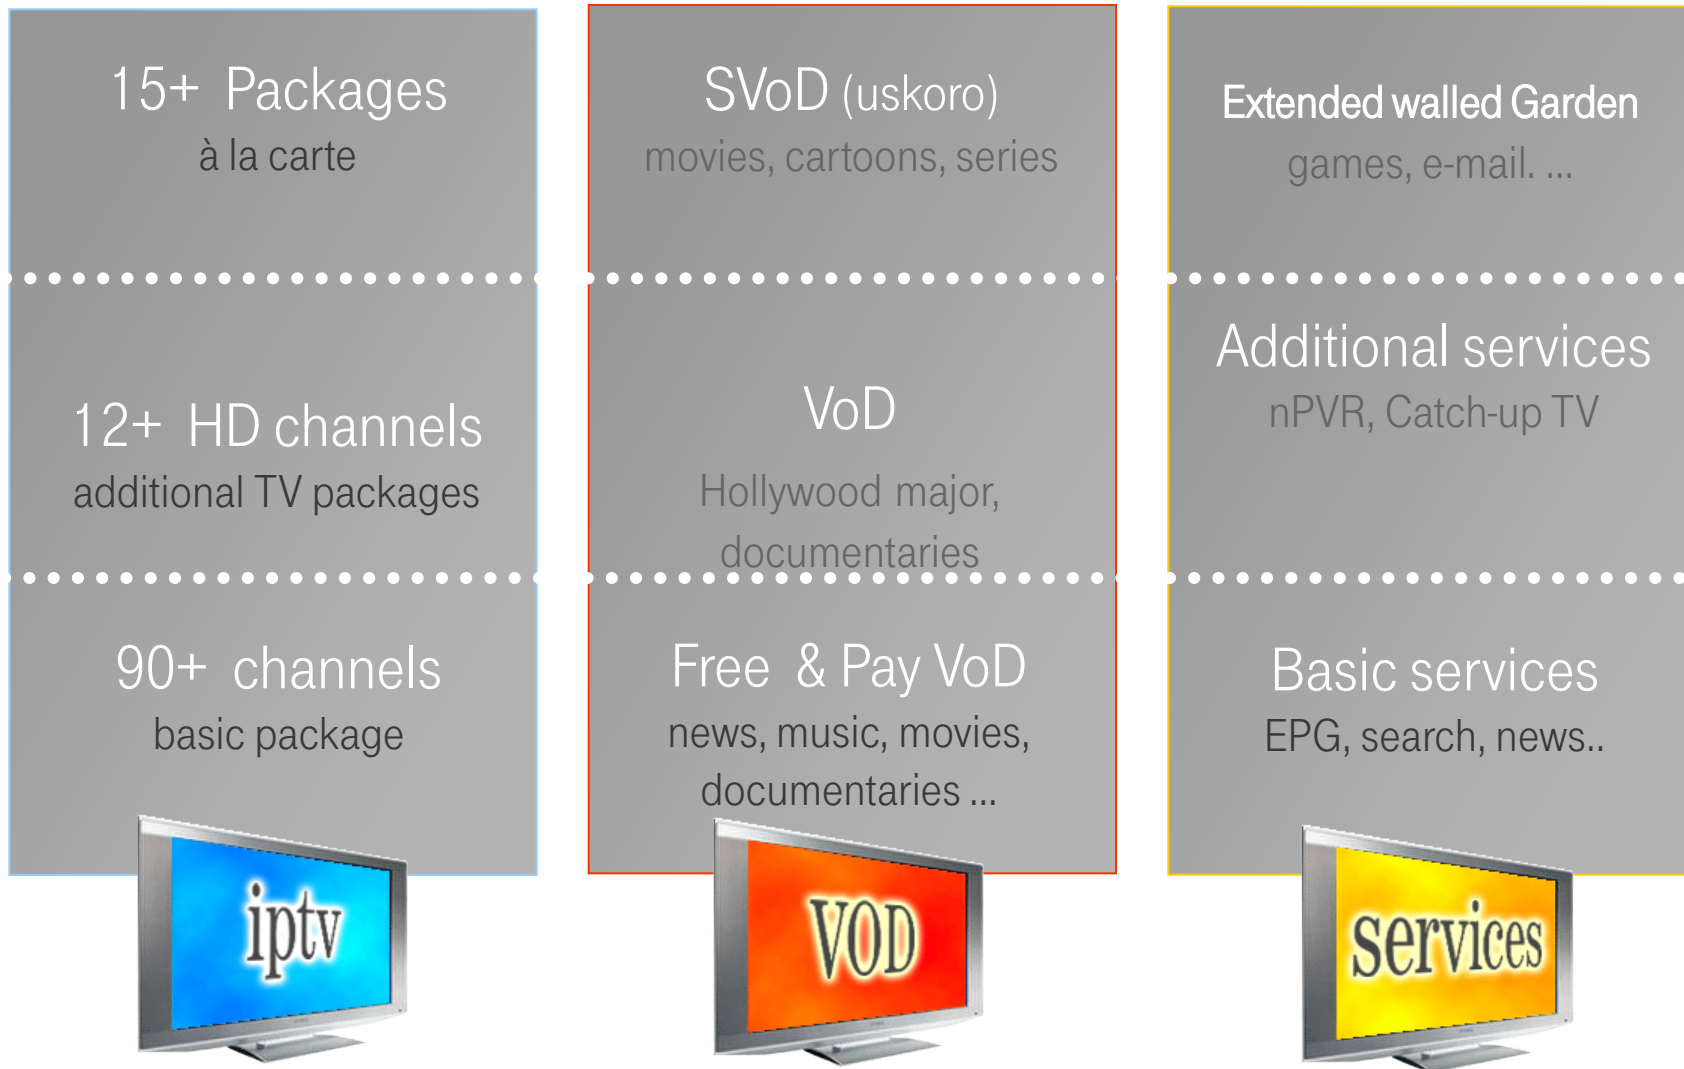 15+ Packages
à la carte
12+ HD channels
additional TV packages
90+ channels
basic package
iptv
SVoD (uskoro)
movies, cartoons, series
VoD
Hollywood major,
documentaries
Free & Pay VoD
news, music, movies,
documentaries ...
VOD
Extended walled Garden
games, e-mail. ...
Additional services
nPVR, Catch-up TV
Basic services
EPG, search, news..
services